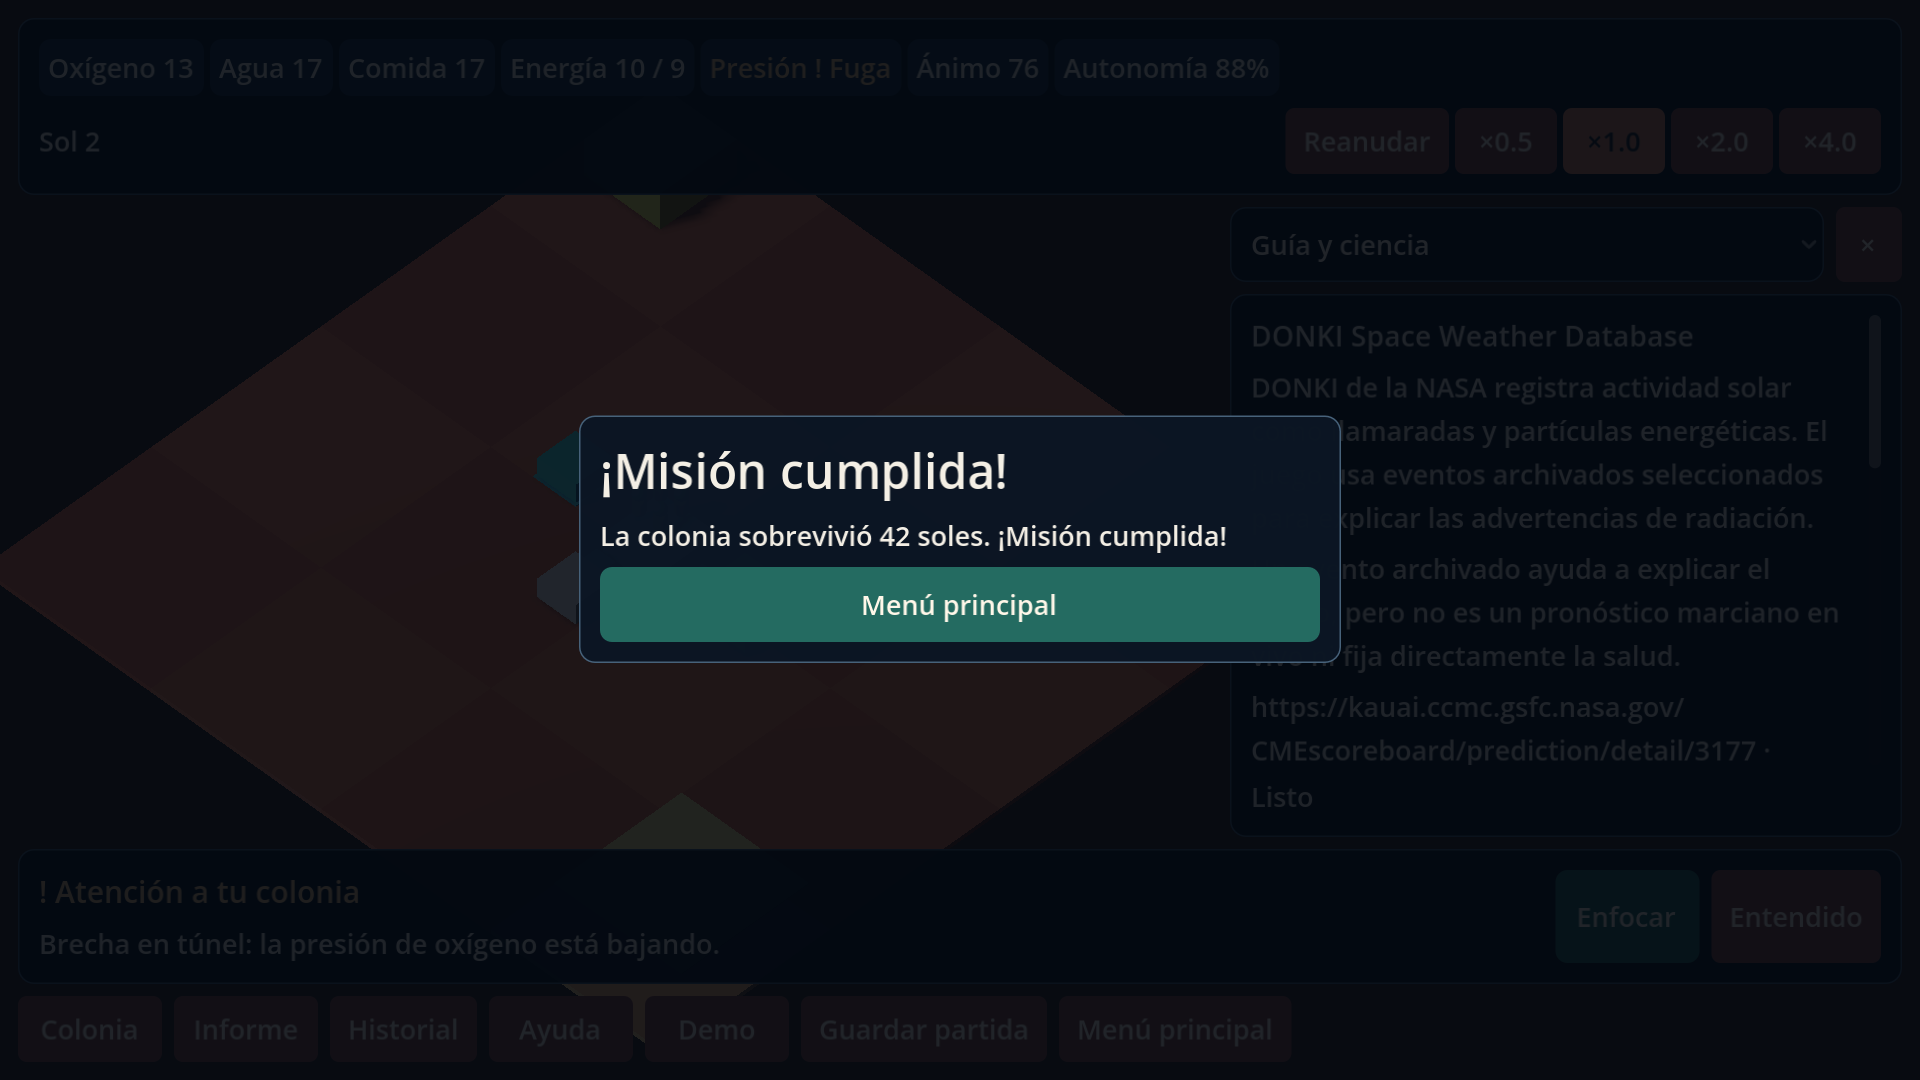 Oxígeno 13 Agua 17 Comida 17 Energía 10 / 9 Presión ! Fuga Ánimo 76 Autonomía 88%
Sol 2 Reanudar ×0.5 ×1.0 ×2.0 ×4.0
Guía y ciencia ×
DONKI Space Weather Database
DONKI de la NASA registra actividad solar
lamaradas y partículas energéticas. El
usa eventos archivados seleccionados
xplicar las advertencias de radiación.
nto archivado ayuda a explicar el
pero no es un pronóstico marciano en
fija directamente la salud.
https://kauai.ccmc.gsfc.nasa.gov/
CMEscoreboard/prediction/detail/3177 ·
Listo
¡Misión cumplida!
La colonia sobrevivió 42 soles. ¡Misión cumplida!
Menú principal
! Atención a tu colonia
Brecha en túnel: la presión de oxígeno está bajando.
Enfocar Entendido
Colonia Informe Historial Ayuda Demo Guardar partida Menú principal